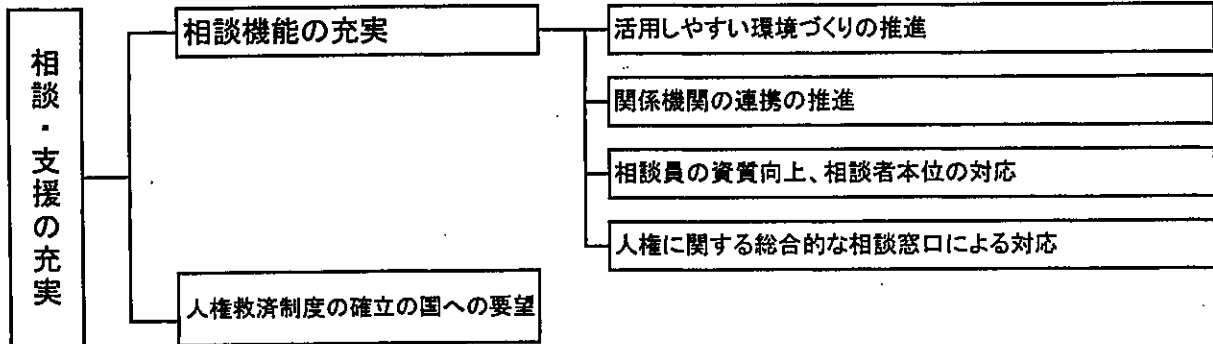 相談・支援の充実
相談機能の充実
活用しやすい環境づくりの推進
関係機関の連携の推進
相談員の資質向上、相談者本位の対応
人権に関する総合的な相談窓口による対応
人権救済制度の確立の国への要望